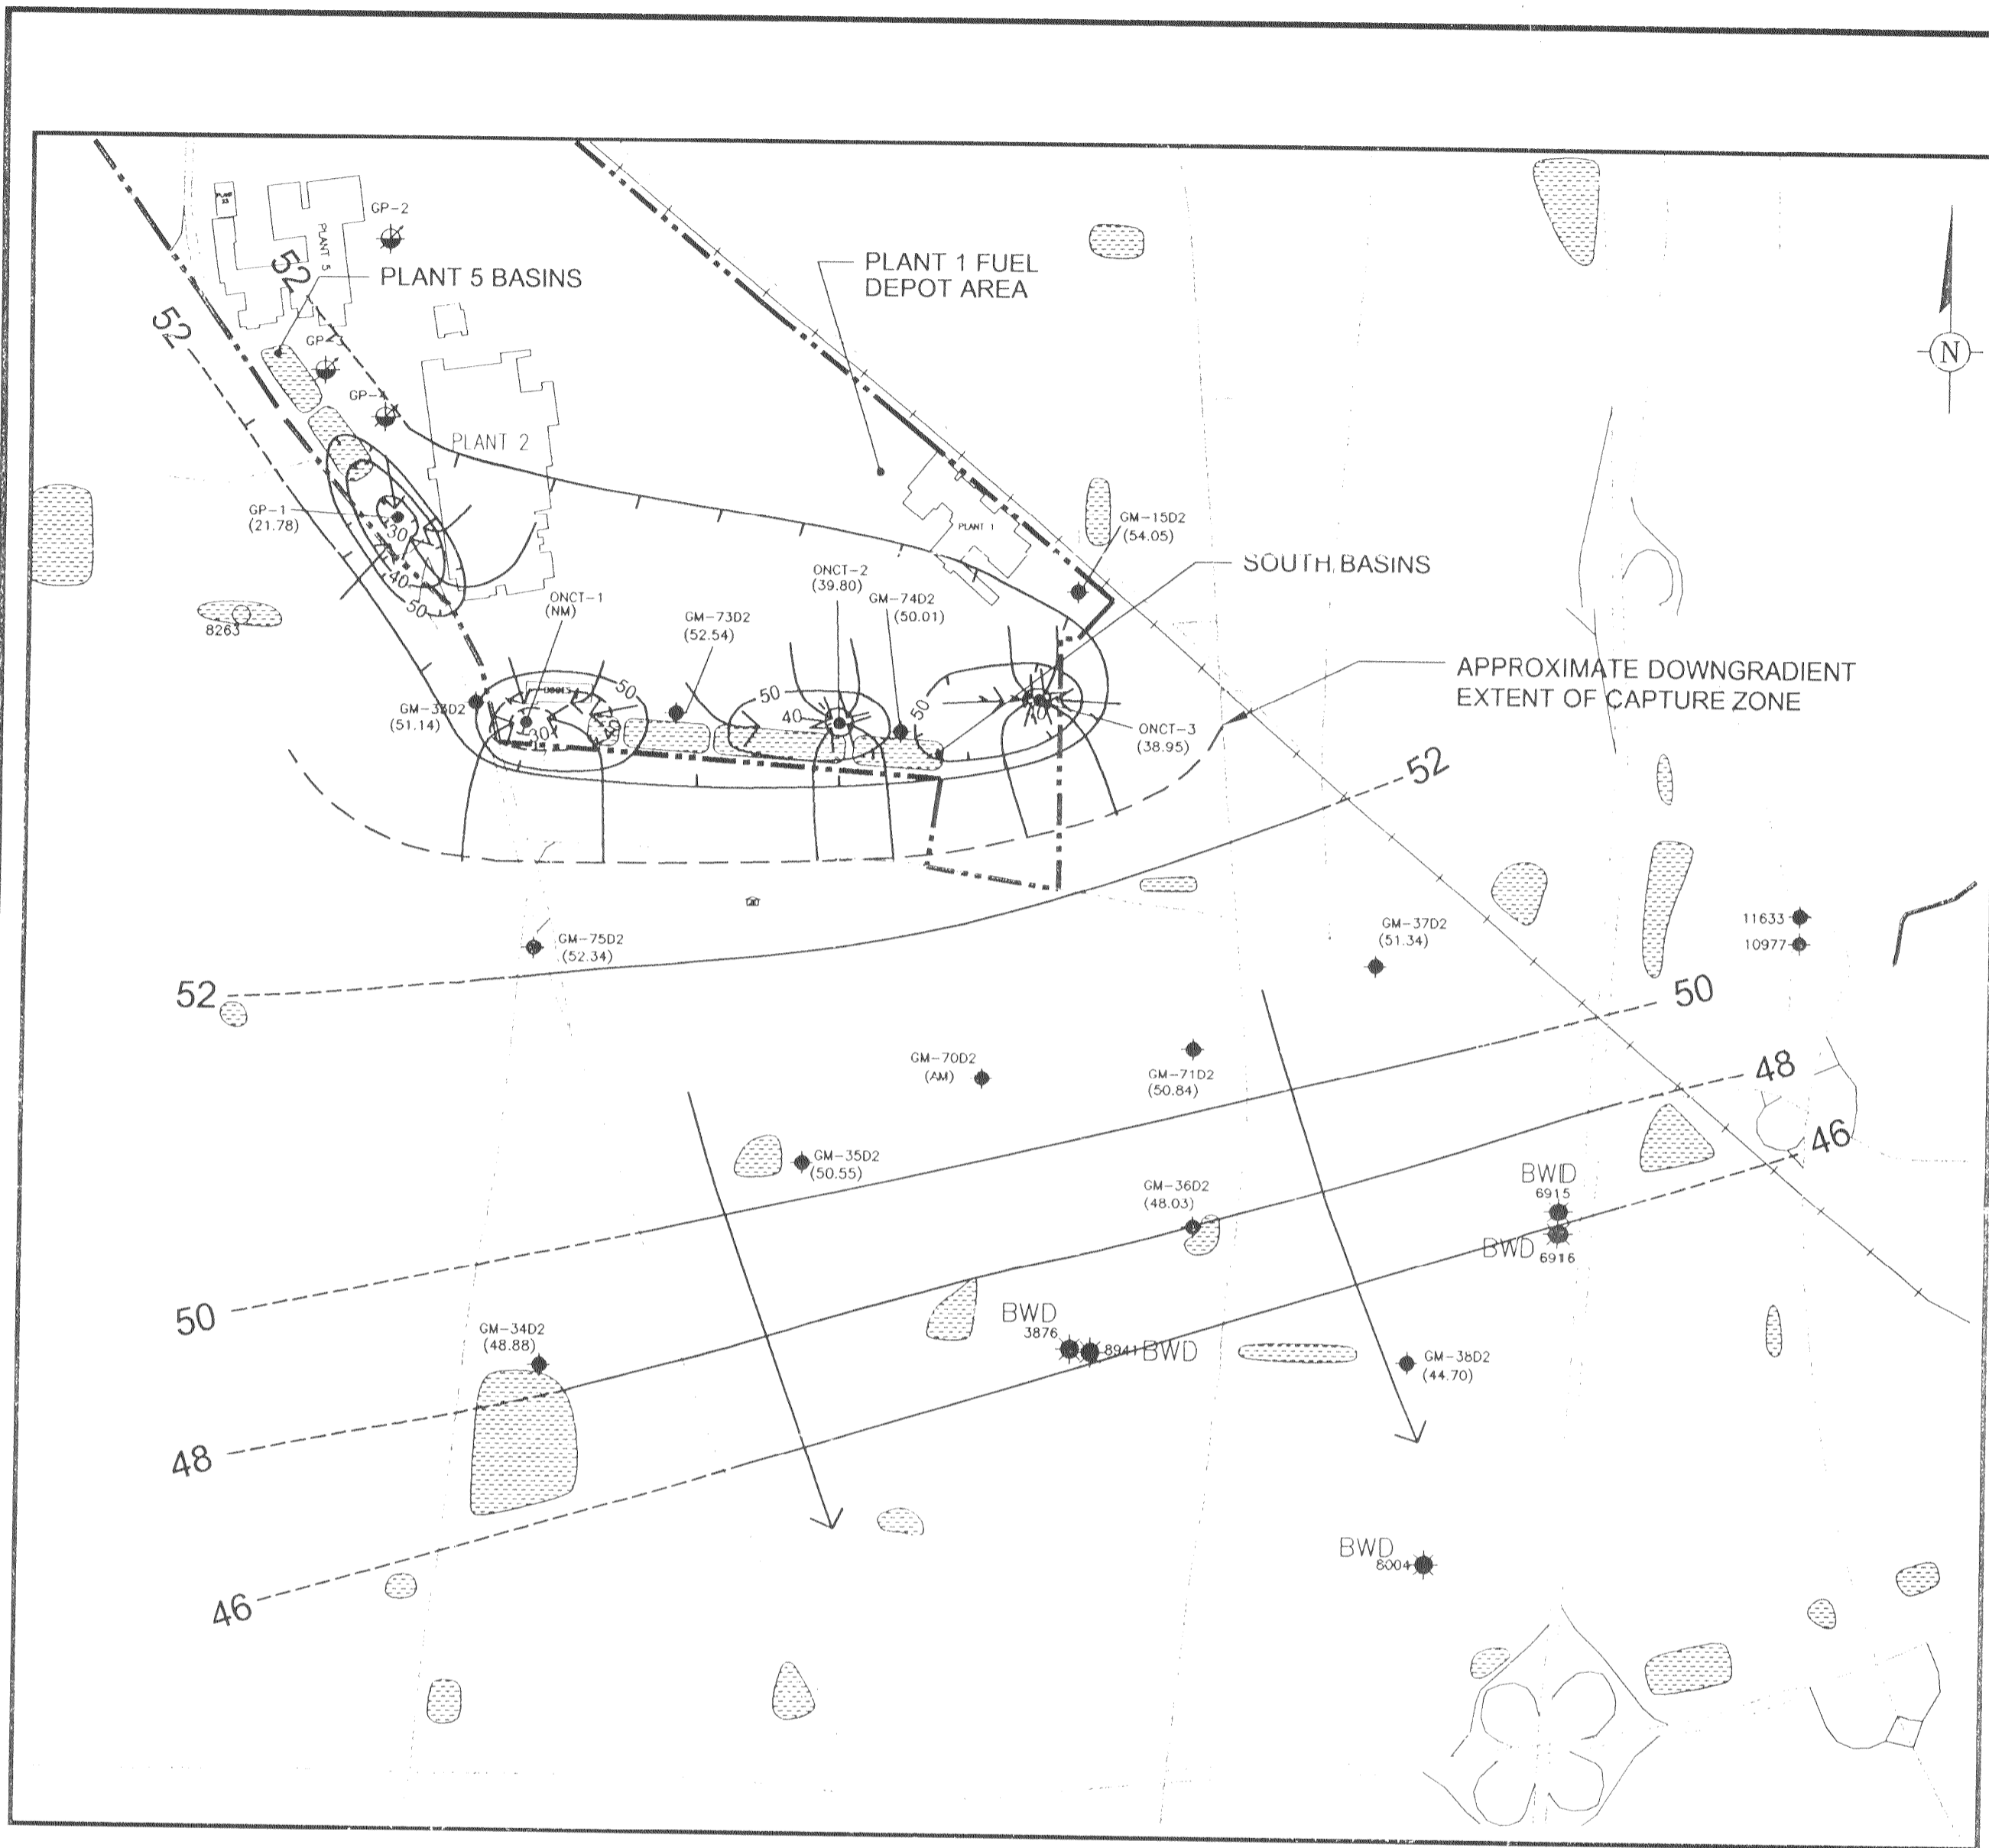 GP-2
PLANT 5
52
PLANT 5 BASINS
PLANT 1 FUEL
DEPOT AREA
52
GP-3
N
GP-4
PLANT 2
GP-1
(21.78)
30
40
50
PLANT 1
GM-15D2
(54.05)
SOUTH BASINS
ONCT-2
(39.80)
ONCT-1
(NM)
GM-74D2
(50.01)
GM-73D2
(52.54)
8263
APPROXIMATE DOWNGRADIENT
EXTENT OF CAPTURE ZONE
50
50
50
GM-33D2
(51.14)
30
40
40
ONCT-3
(38.95)
52
GM-75D2
(52.34)
GM-37D2
(51.34)
11633
10977
52
50
GM-70D2
(AM)
GM-71D2
(50.84)
48
46
GM-35D2
(50.55)
GM-36D2
(48.03)
BWD
6915
BWD
6916
50
GM-34D2
(48.88)
BWD
3876
8941 BWD
GM-38D2
(44.70)
48
BWD
8004
46